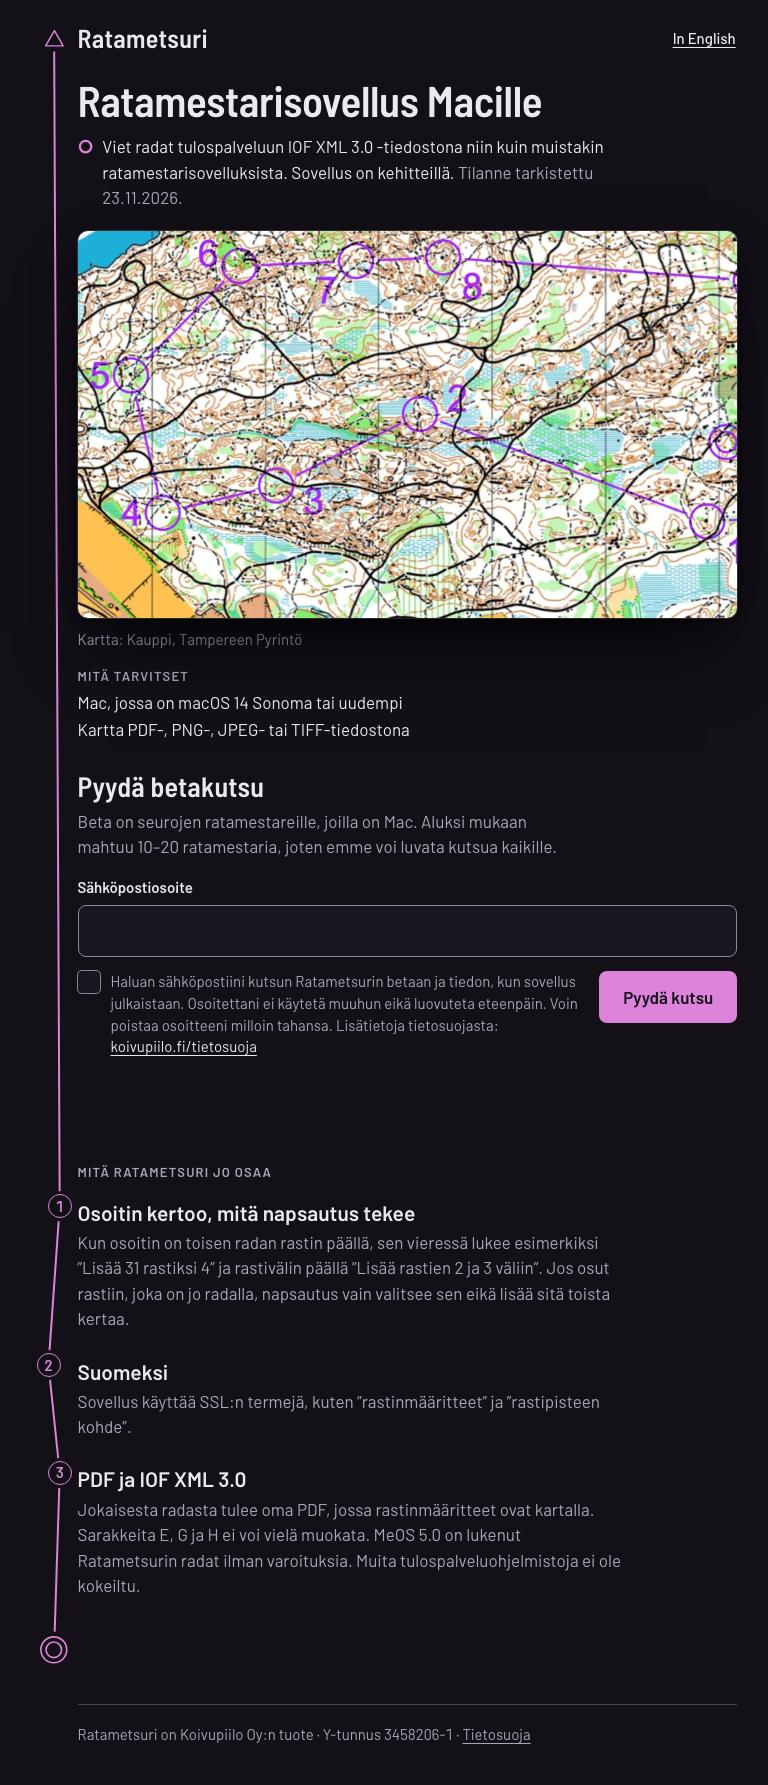 Ratametsuri
In English
Ratamestarisovellus Macille
Viet radat tulospalveluun IOF XML 3.0 -tiedostona niin kuin muistakin
ratamestarisovelluksista. Sovellus on kehitteillä. Tilanne tarkistettu
23.11.2026.
6
7
8
5
2
4
3
1
Kartta: Kauppi, Tampereen Pyrintö
MITÄ TARVITSET
Mac, jossa on macOS 14 Sonoma tai uudempi
Kartta PDF-, PNG-, JPEG- tai TIFF-tiedostona
Pyydä betakutsu
Beta on seurojen ratamestareille, joilla on Mac. Aluksi mukaan
mahtuu 10–20 ratamestaria, joten emme voi luvata kutsua kaikille.
Sähköpostiosoite
Haluan sähköpostiini kutsun Ratametsurin betaan ja tiedon, kun sovellus
julkaistaan. Osoitettani ei käytetä muuhun eikä luovuteta eteenpäin. Voin
poistaa osoitteeni milloin tahansa. Lisätietoja tietosuojasta:
koivupiilo.fi/tietosuoja
Pyydä kutsu
MITÄ RATAMETSURI JO OSAA
1
Osoitin kertoo, mitä napsautus tekee
Kun osoitin on toisen radan rastin päällä, sen vieressä lukee esimerkiksi
”Lisää 31 rastiksi 4” ja rastivälin päällä ”Lisää rastien 2 ja 3 väliin”. Jos osut
rastiin, joka on jo radalla, napsautus vain valitsee sen eikä lisää sitä toista
kertaa.
2
Suomeksi
Sovellus käyttää SSL:n termejä, kuten ”rastinmääritteet” ja ”rastipisteen
kohde”.
3
PDF ja IOF XML 3.0
Jokaisesta radasta tulee oma PDF, jossa rastinmääritteet ovat kartalla.
Sarakkeita E, G ja H ei voi vielä muokata. MeOS 5.0 on lukenut
Ratametsurin radat ilman varoituksia. Muita tulospalveluohjelmistoja ei ole
kokeiltu.
Ratametsuri on Koivupiilo Oy:n tuote · Y-tunnus 3458206-1 · Tietosuoja